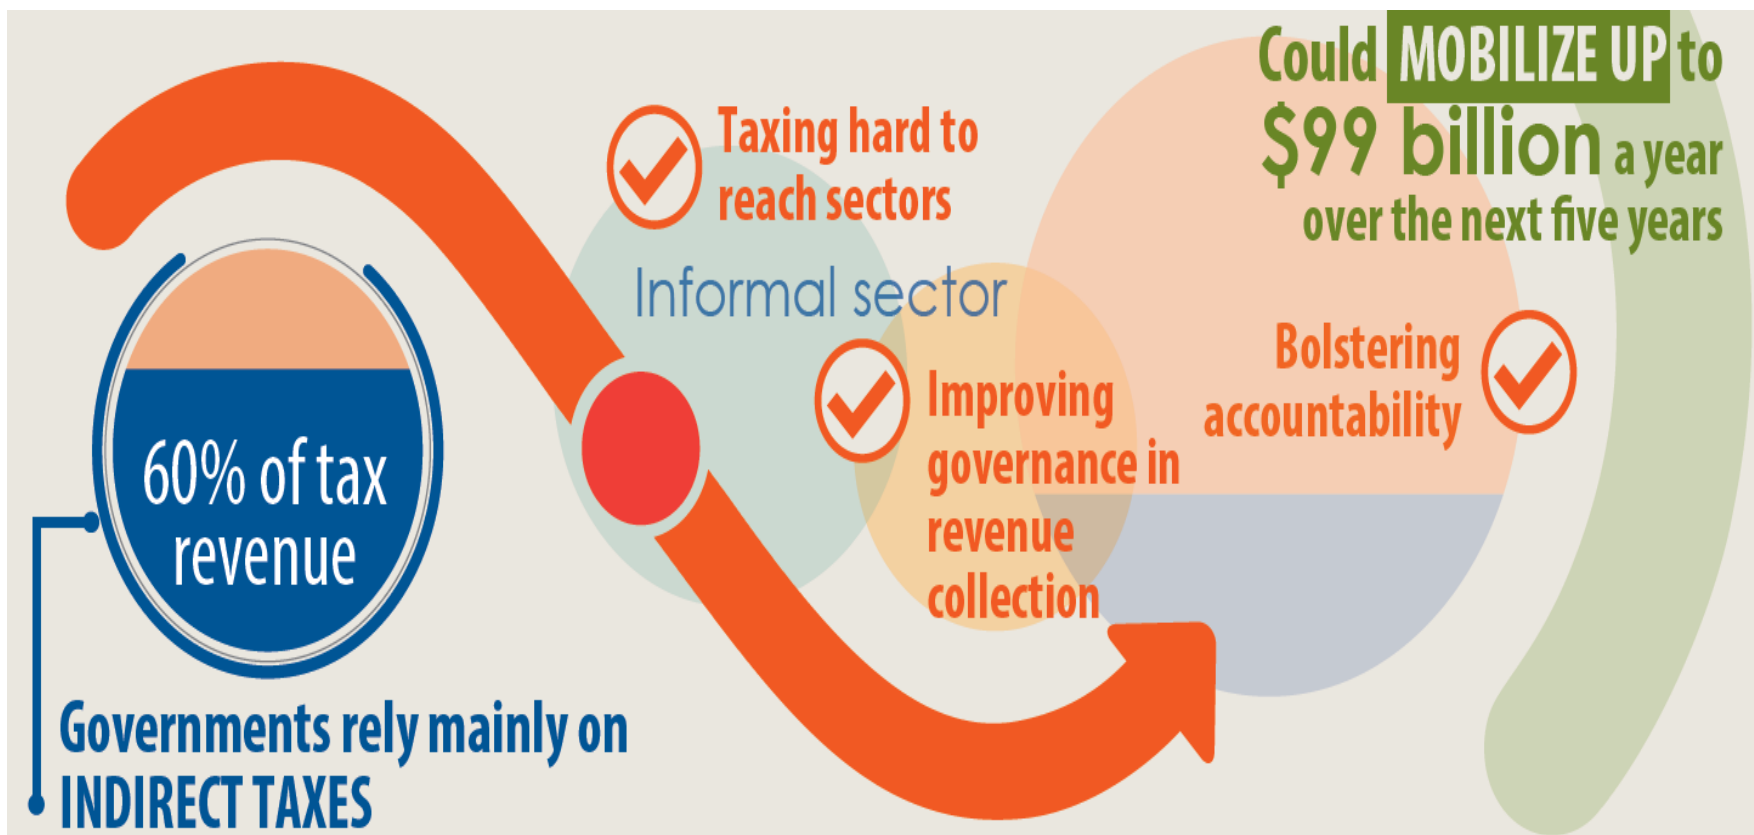 Could MOBILIZE UP to
$99 billion a year
over the next five years
Taxing hard to
reach sectors
Informal sector
Improving
governance in
revenue
collection
Bolstering
accountability
60% of tax
revenue
Governments rely mainly on
INDIRECT TAXES